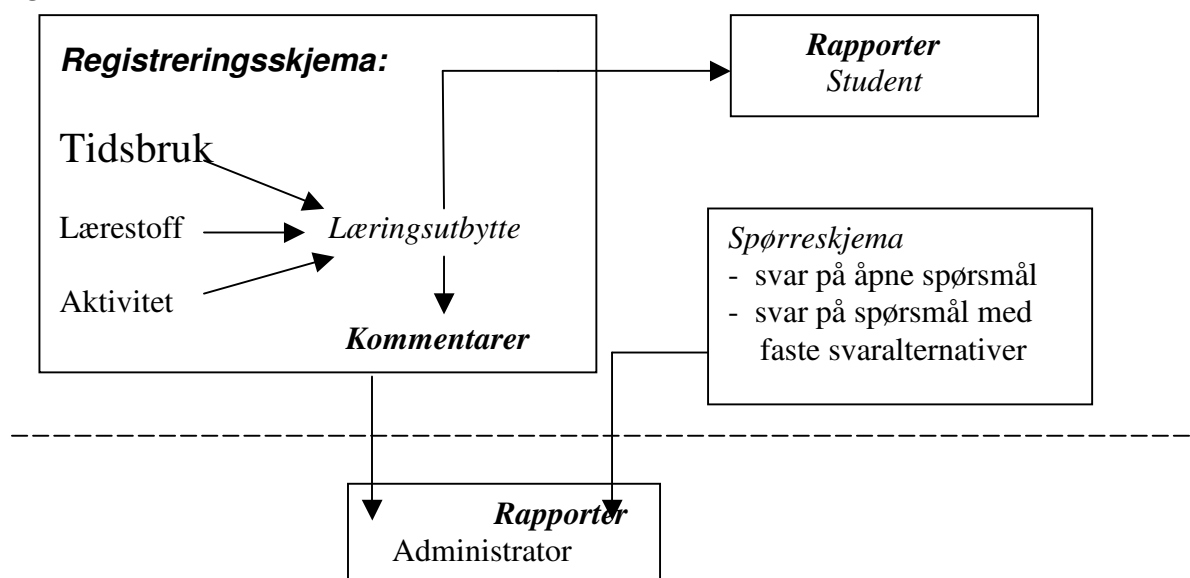 Registreringsskjema:
Tidsbruk
Lærestoff
Læringsutbytte
Aktivitet
Kommentarer
Rapporter
Student
Spørreskjema
- svar på åpne spørsmål
- svar på spørsmål med
faste svaralternativer
Rapporter
Administrator